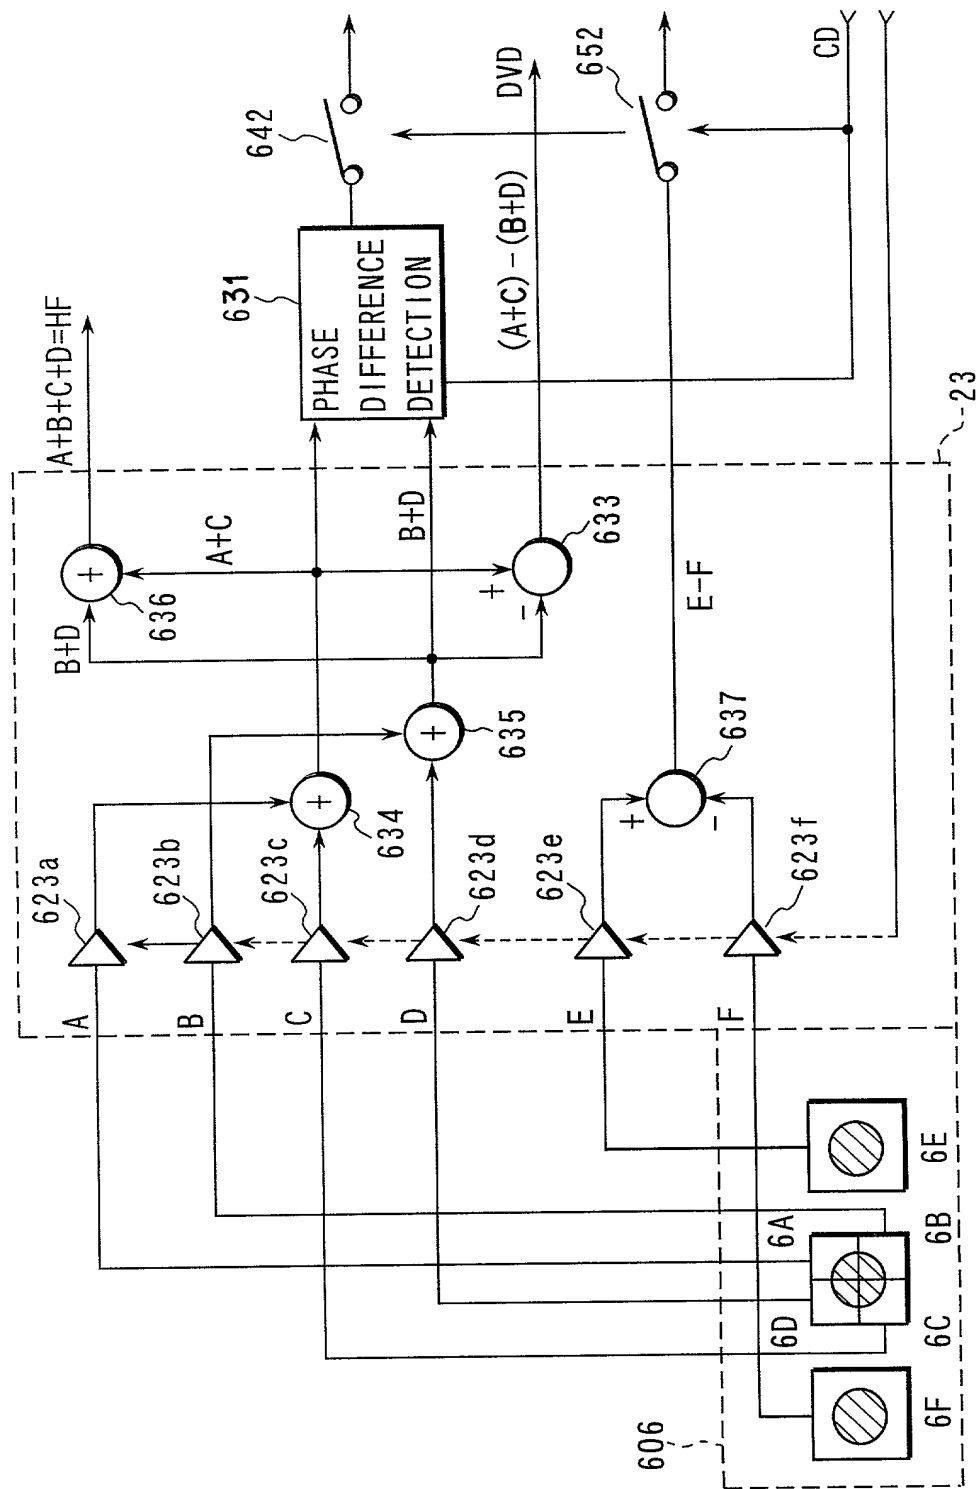 A+B+C+D=HF
636
B+D
A+C
B+D
+
-
633
631
PHASE
DIFFERENCE
DETECTION
642
DVD
(A+C)-(B+D)
652
CD
23
+
+
634
+
635
E-F
+
-
637
623a
623b
623c
623d
623e
623f
A
B
C
D
E
F
606
6A
6B
6C
6D
6E
6F